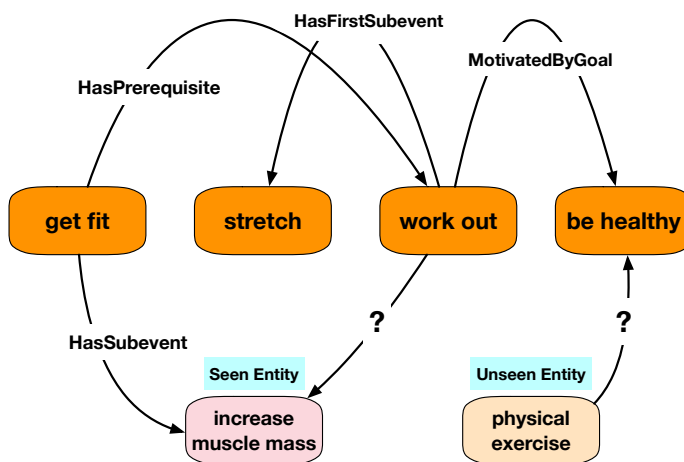 HasFirstSubevent
MotivatedByGoal
HasPrerequisite
get fit
stretch
work out
be healthy
?
?
HasSubevent
Seen Entity
Unseen Entity
increase
muscle mass
physical
exercise